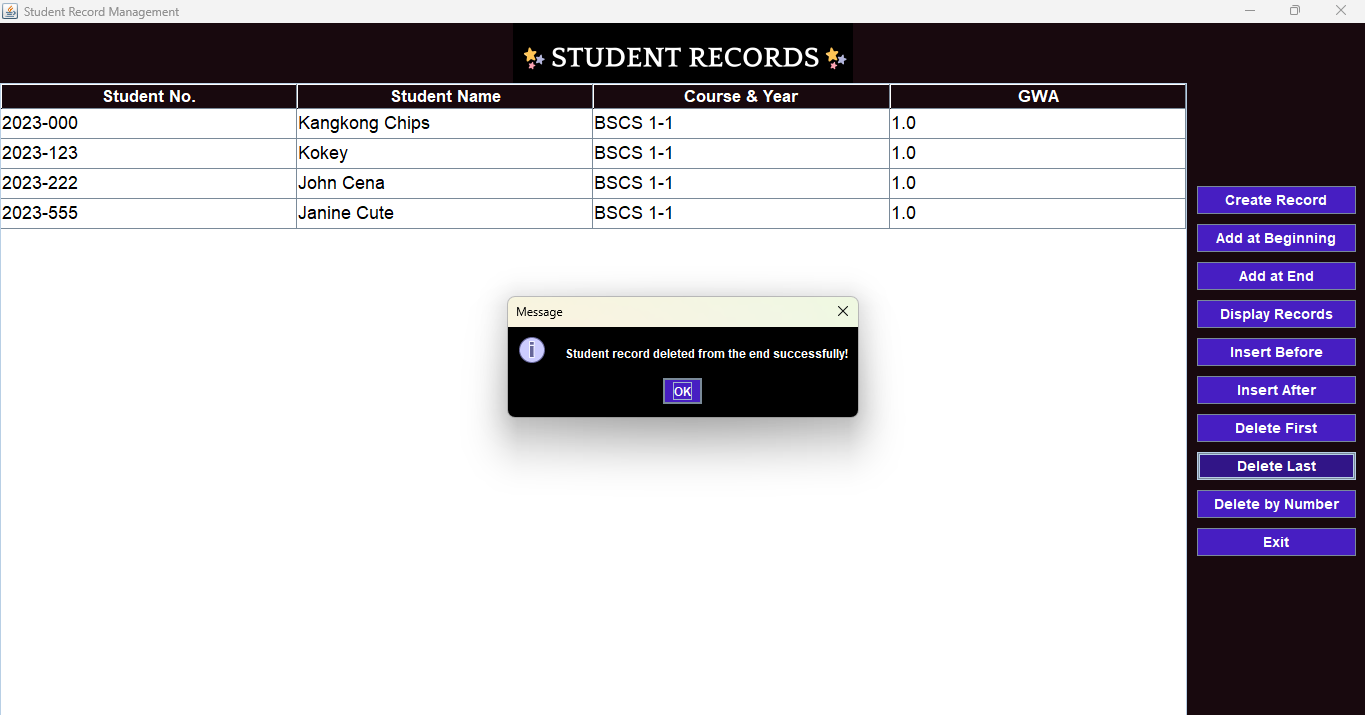 Student Record Management
STUDENT RECORDS
Student No. Student Name Course & Year GWA
2023-000 Kangkong Chips BSCS 1-1 1.0
2023-123 Kokey BSCS 1-1 1.0
2023-222 John Cena BSCS 1-1 1.0
2023-555 Janine Cute BSCS 1-1 1.0
Message
Student record deleted from the end successfully!
OK
Create Record
Add at Beginning
Add at End
Display Records
Insert Before
Insert After
Delete First
Delete Last
Delete by Number
Exit